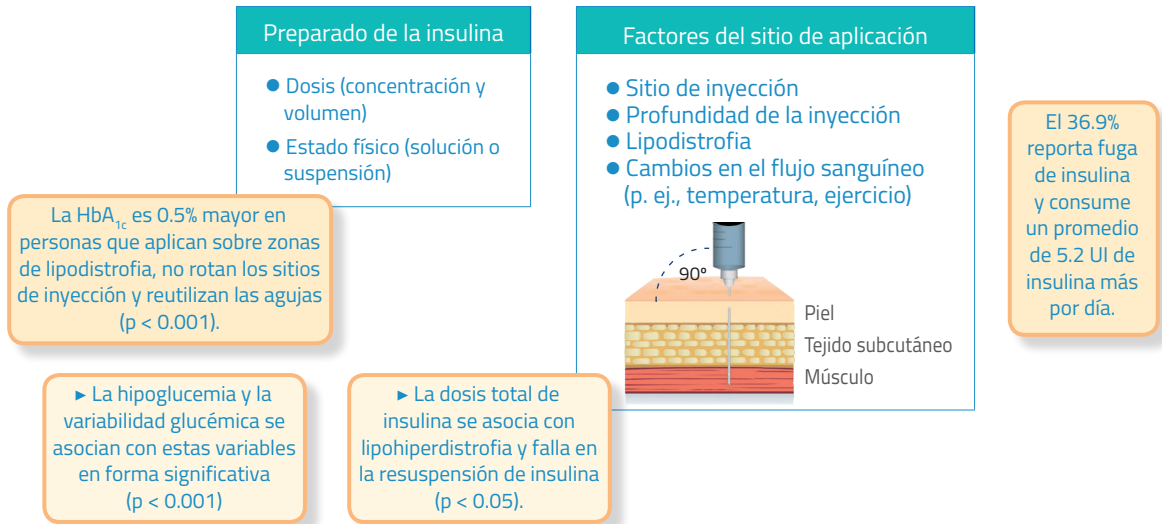 Preparado de la insulina
● Dosis (concentración y
volumen)
● Estado físico (solución o
suspensión)
Factores del sitio de aplicación
● Sitio de inyección
● Profundidad de la inyección
● Lipodistrofia
● Cambios en el flujo sanguíneo
(p. ej., temperatura, ejercicio)
90°
Piel
Tejido subcutáneo
Músculo
El 36.9%
reporta fuga
de insulina
y consume
un promedio
de 5.2 UI de
insulina más
por día.
La HbA1c es 0.5% mayor en
personas que aplican sobre zonas
de lipodistrofia, no rotan los sitios
de inyección y reutilizan las agujas
(p < 0.001).
► La hipoglucemia y la
variabilidad glucémica se
asocian con estas variables
en forma significativa
(p < 0.001)
► La dosis total de
insulina se asocia con
lipohiperdistrofia y falla en
la resuspensión de insulina
(p < 0.05).